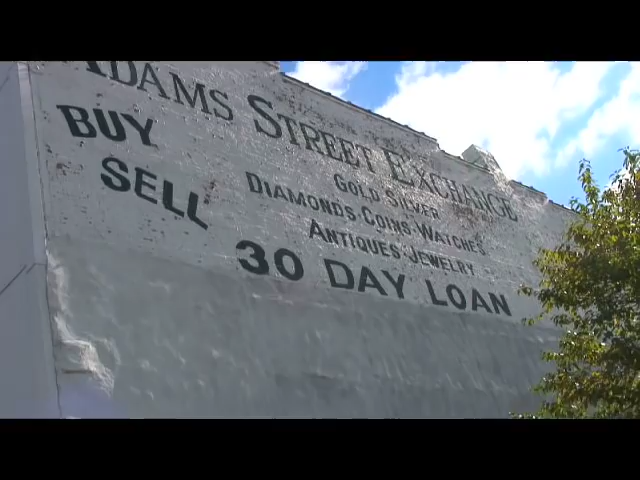 ADAMS STREET EXCHANGE
BUY
SELL
GOLD SILVER
DIAMONDS COINS WATCHES
ANTIQUES JEWELRY
30 DAY LOAN